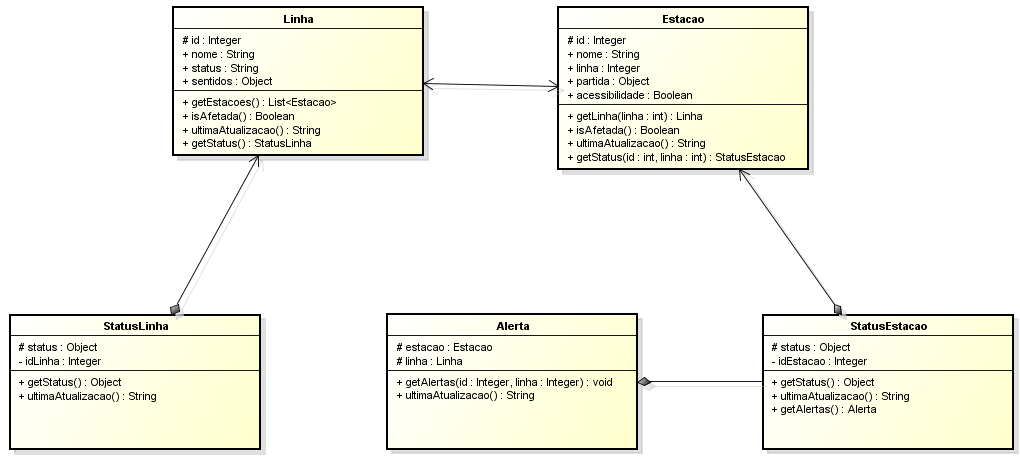 Linha
# id : Integer
+ nome : String
+ status : String
+ sentidos : Object
+ getEstacoes() : List<Estacao>
+ isAfetada() : Boolean
+ ultimaAtualizacao() : String
+ getStatus() : StatusLinha
Estacao
# id : Integer
+ nome : String
+ linha : Integer
+ partida : Object
+ acessibilidade : Boolean
+ getLinha(linha : int) : Linha
+ isAfetada() : Boolean
+ ultimaAtualizacao() : String
+ getStatus(id : int, linha : int) : StatusEstacao
StatusLinha
# status : Object
- idLinha : Integer
+ getStatus() : Object
+ ultimaAtualizacao() : String
Alerta
# estacao : Estacao
# linha : Linha
+ getAlertas(id : Integer, linha : Integer) : void
+ ultimaAtualizacao() : String
StatusEstacao
# status : Object
- idEstacao : Integer
+ getStatus() : Object
+ ultimaAtualizacao() : String
+ getAlertas() : Alerta